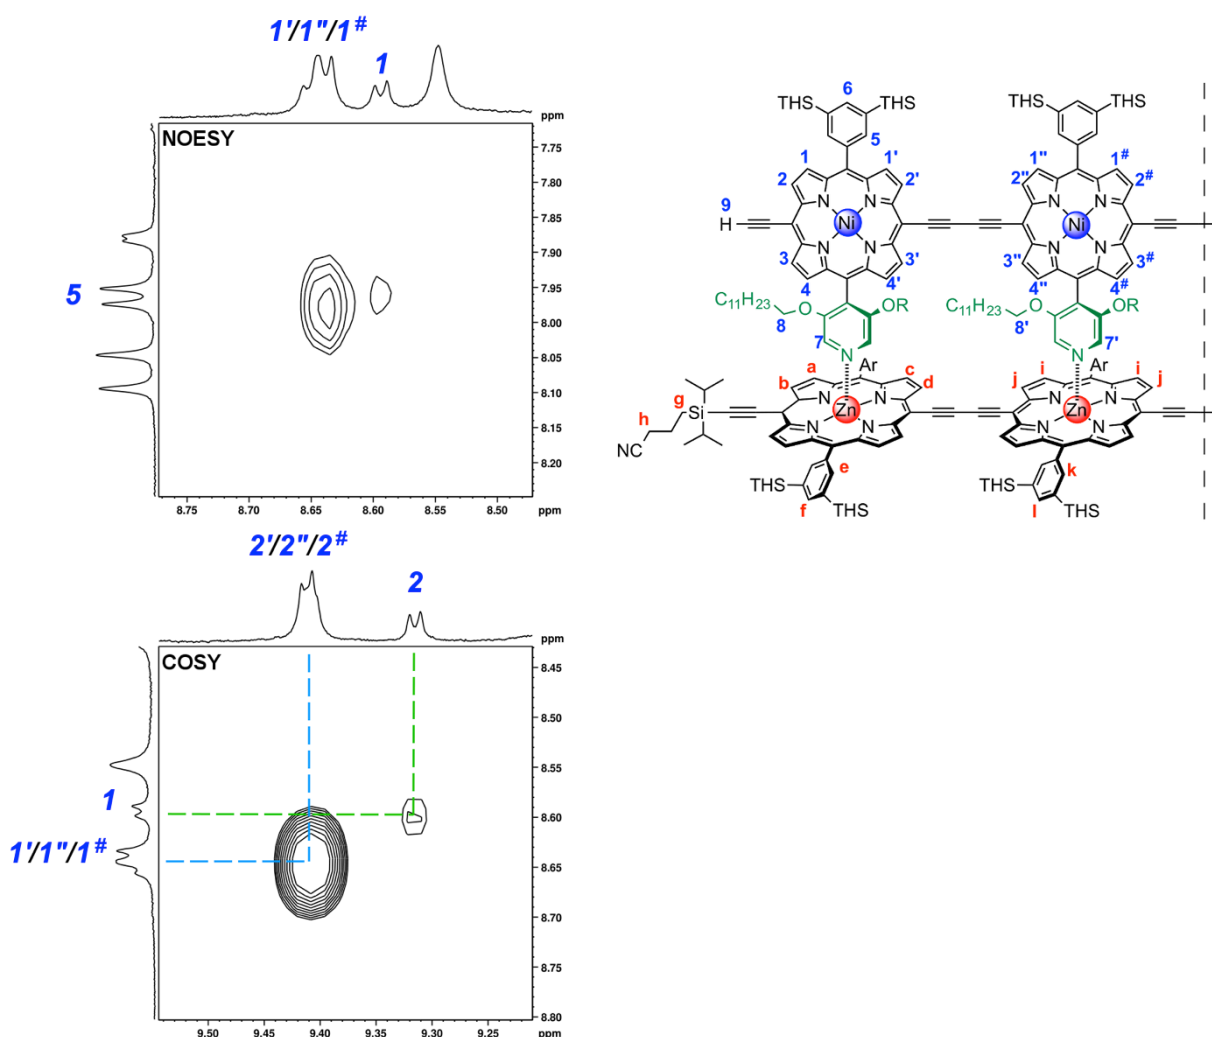 1'/1"/1#
1
ppm
NOESY
7.75
7.80
7.85
7.90
7.95
8.00
8.05
8.10
8.15
8.20
5
8.75 8.70 8.65 8.60 8.55 8.50 ppm
2'/2"/2#
2
ppm
COSY
8.45
8.50
8.55
8.60
8.65
8.70
8.75
8.80
1
1'/1"/1#
9.50 9.45 9.40 9.35 9.30 9.25 ppm
6
THS THS THS THS
5
1 1' 1" 1#
2 2' 2" 2#
9
H
N N N N
Ni Ni
N N N N
3 3' 3" 3#
4 4' 4" 4#
C11H23 O OR C11H23 O OR
8 8'
7 7'
N N
Ar Ar
a c i i
b d j j
g
h
Si
N N N N
Zn Zn
N N N N
NC
e k
THS THS
f l
THS THS